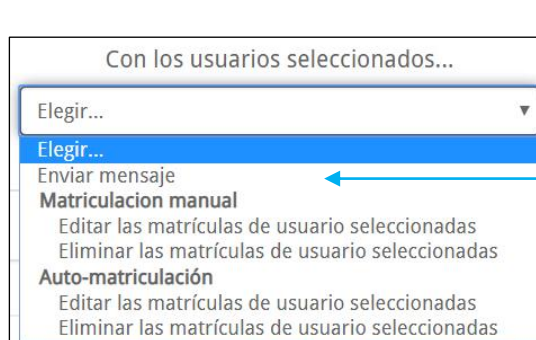 Con los usuarios seleccionados...
Elegir...
Elegir...
Enviar mensaje
Matriculacion manual
Editar las matrículas de usuario seleccionadas
Eliminar las matrículas de usuario seleccionadas
Auto-matriculación
Editar las matrículas de usuario seleccionadas
Eliminar las matrículas de usuario seleccionadas